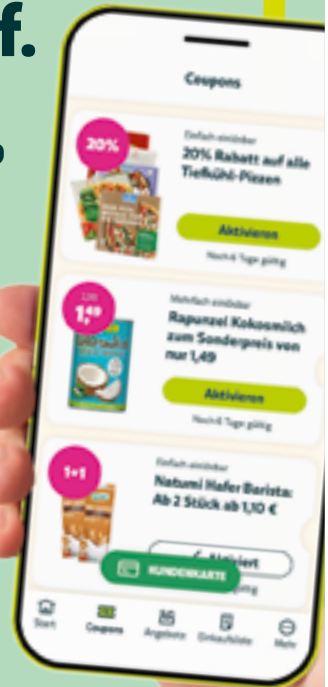 f.
Coupons
20%
Einfach einlösbar
20% Rabatt auf alle
Tiefkühl-Pizzen
Aktivieren
Noch 6 Tage gültig
1,49
Mehrfach einlösbar
Rapunzel Kokosmilch
zum Sonderpreis von
nur 1,49
Aktivieren
Noch 6 Tage gültig
1+1
Einfach einlösbar
Natumi Hafer Barista:
Ab 2 Stück ab 1,10 €
KUNDENKARTE
Start
Coupons
Angebote
Einkaufsliste
Mehr